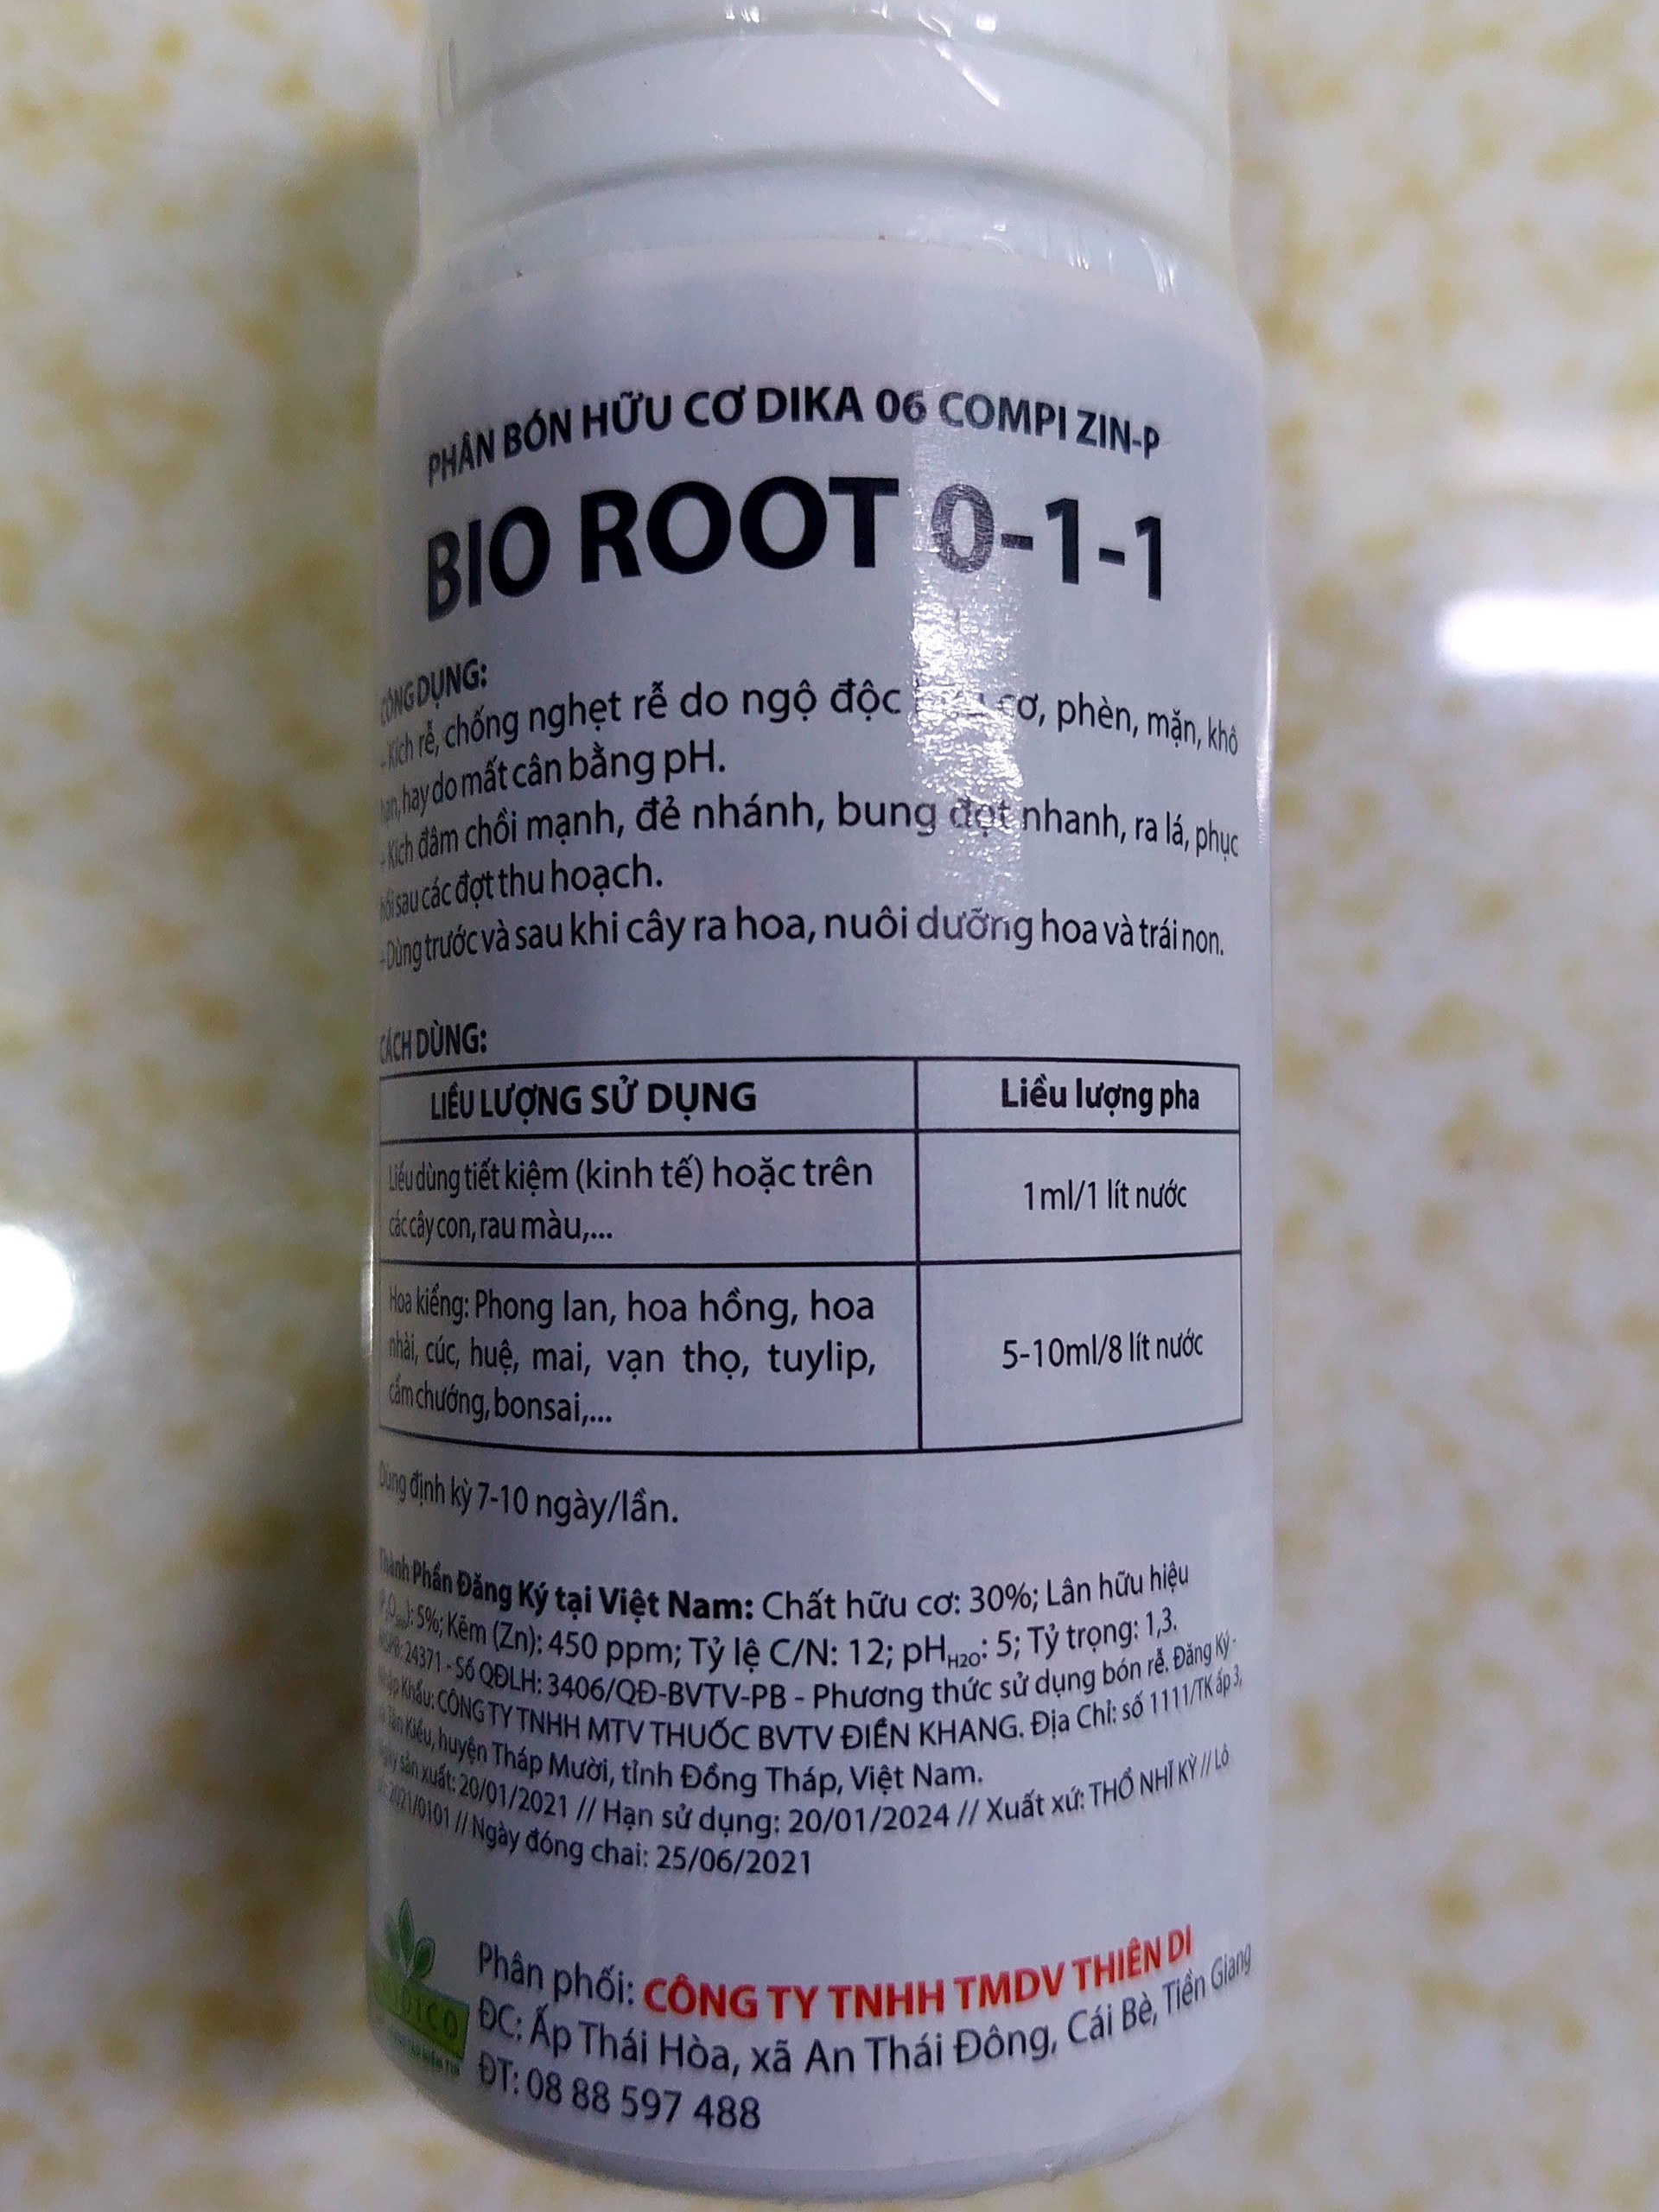 PHÂN BÓN HỮU CƠ DIKA 06 COMPI ZIN-P
BIO ROOT 0-1-1
CÔNG DỤNG:
- Kích rễ, chống nghẹt rễ do ngộ độc cơ, phèn, mặn, khô
hạn, hay do mất cân bằng pH.
- Kích đâm chồi mạnh, đẻ nhánh, bung đọt nhanh, ra lá, phục
hồi sau các đợt thu hoạch.
- Dùng trước và sau khi cây ra hoa, nuôi dưỡng hoa và trái non.
CÁCH DÙNG:
LIỀU LƯỢNG SỬ DỤNG
Liều lượng pha
Liều dùng tiết kiệm (kinh tế) hoặc trên
các cây con, rau màu,...
1ml/1 lít nước
Hoa kiểng: Phong lan, hoa hồng, hoa
nhài, cúc, huệ, mai, vạn thọ, tuylip,
cẩm chướng, bonsai,...
5-10ml/8 lít nước
Dùng định kỳ 7-10 ngày/lần.
Thành Phần Đăng Ký tại Việt Nam: Chất hữu cơ: 30%; Lân hữu hiệu
5%; Kẽm (Zn): 450 ppm; Tỷ lệ C/N: 12; pHH2O: 5; Tỷ trọng: 1,3.
24371 - Số QĐLH: 3406/QĐ-BVTV-PB - Phương thức sử dụng bón rễ. Đăng Ký -
Nhập Khẩu: CÔNG TY TNHH MTV THUỐC BVTV ĐIỀN KHANG. Địa Chỉ: số 1111/TK ấp 3,
xã Tân Kiều, huyện Tháp Mười, tỉnh Đồng Tháp, Việt Nam.
Ngày sản xuất: 20/01/2021 // Hạn sử dụng: 20/01/2024 // Xuất xứ: THỔ NHĨ KỲ // Lô
2021/0101 // Ngày đóng chai: 25/06/2021
Phân phối: CÔNG TY TNHH TMDV THIÊN DI
ĐC: Ấp Thái Hòa, xã An Thái Đông, Cái Bè, Tiền Giang
ĐT: 08 88 597 488